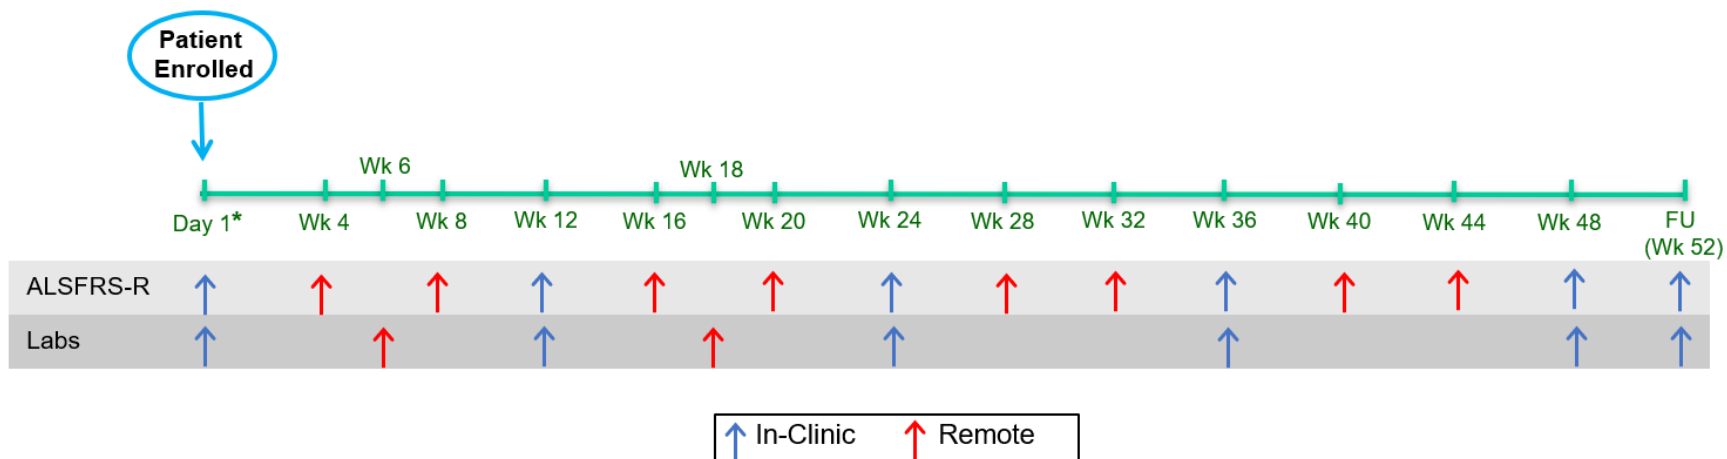 Patient
Enrolled
Wk 6
Wk 18
Day 1*
Wk 4
Wk 8
Wk 12
Wk 16
Wk 20
Wk 24
Wk 28
Wk 32
Wk 36
Wk 40
Wk 44
Wk 48
FU
(Wk 52)
ALSFRS-R
Labs
In-Clinic
Remote